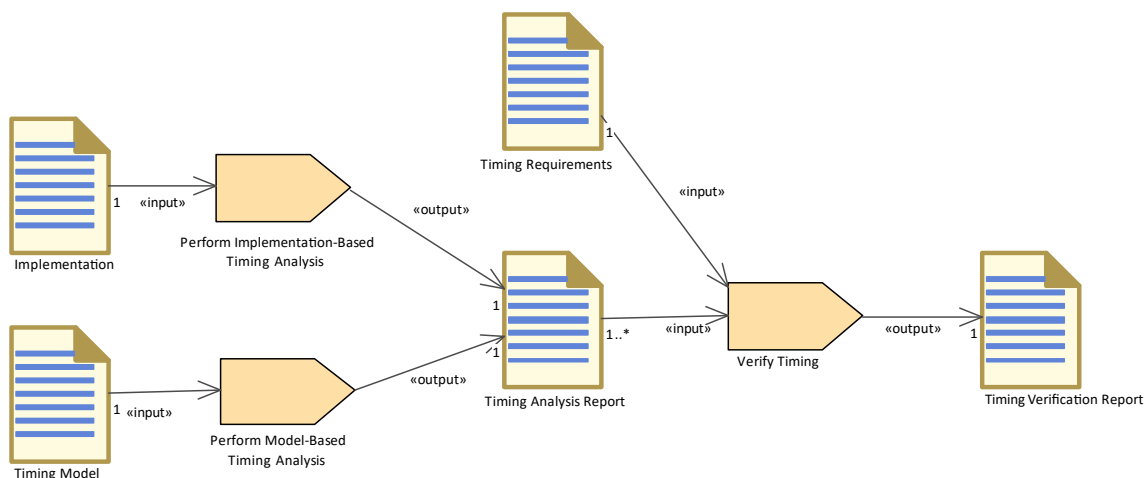 1
Timing Requirements
1
«input»
Implementation
Perform Implementation-Based
Timing Analysis
«output»
«input»
1
1
1..*
«input»
Verify Timing
«output»
1
Timing Analysis Report
Timing Verification Report
1
«input»
Timing Model
Perform Model-Based
Timing Analysis
«output»